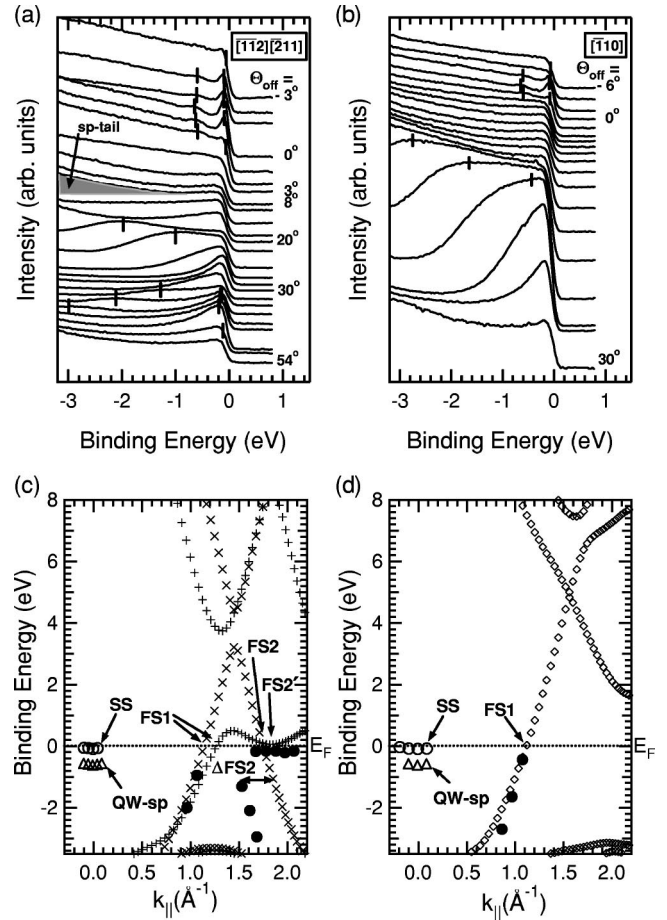 (a)
[1̄1̄2][2̄11]
Θoff =
- 3°
0°
3°
8°
20°
30°
54°
sp-tail
Intensity (arb. units)
-3 -2 -1 0 1
Binding Energy (eV)
(b)
[1̄10]
Θoff =
- 6°
0°
30°
Intensity (arb. units)
-3 -2 -1 0 1
Binding Energy (eV)
(c)
8
6
4
2
0
-2
Binding Energy (eV)
SS
FS1
FS2
FS2´
ΔFS2
QW-sp
EF
0.0 0.5 1.0 1.5 2.0
k||(Å-1)
(d)
8
6
4
2
0
-2
Binding Energy (eV)
SS
FS1
QW-sp
EF
0.0 0.5 1.0 1.5 2.0
k||(Å-1)